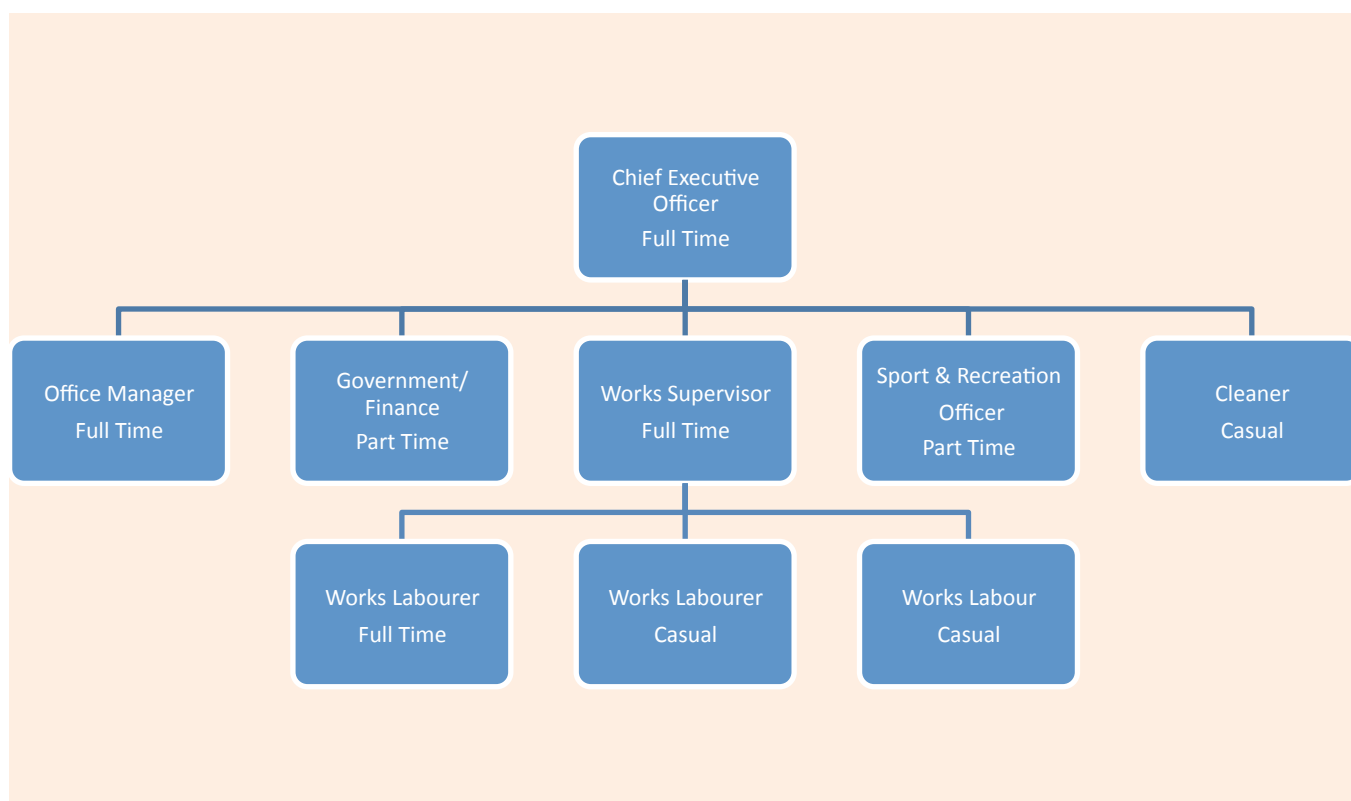 Chief Executive
Officer
Full Time
Office Manager
Full Time
Government/
Finance
Part Time
Works Supervisor
Full Time
Sport & Recreation
Officer
Part Time
Cleaner
Casual
Works Labourer
Full Time
Works Labourer
Casual
Works Labour
Casual